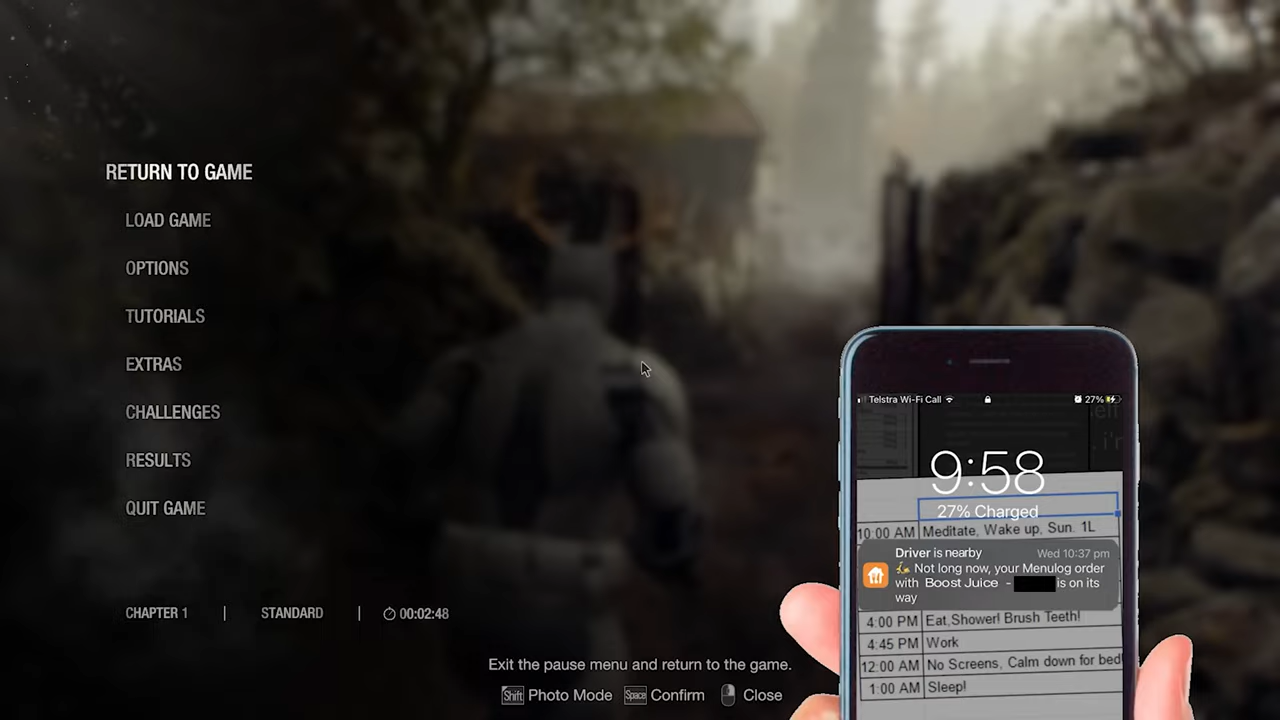 RETURN TO GAME
LOAD GAME
OPTIONS
TUTORIALS
EXTRAS
CHALLENGES
RESULTS
QUIT GAME
CHAPTER 1 | STANDARD | 00:02:48
Exit the pause menu and return to the game.
Shift Photo Mode Space Confirm Close
Telstra Wi-Fi Call 27%
9:58
27% Charged
10:00 AM Meditate, Wake up, Sun. 1L
Driver is nearby Wed 10:37 pm
Not long now, your Menulog order
with Boost Juice - is on its
way
4:00 PM Eat,Shower! Brush Teeth!
4:45 PM Work
12:00 AM No Screens, Calm down for bed
1:00 AM Sleep!